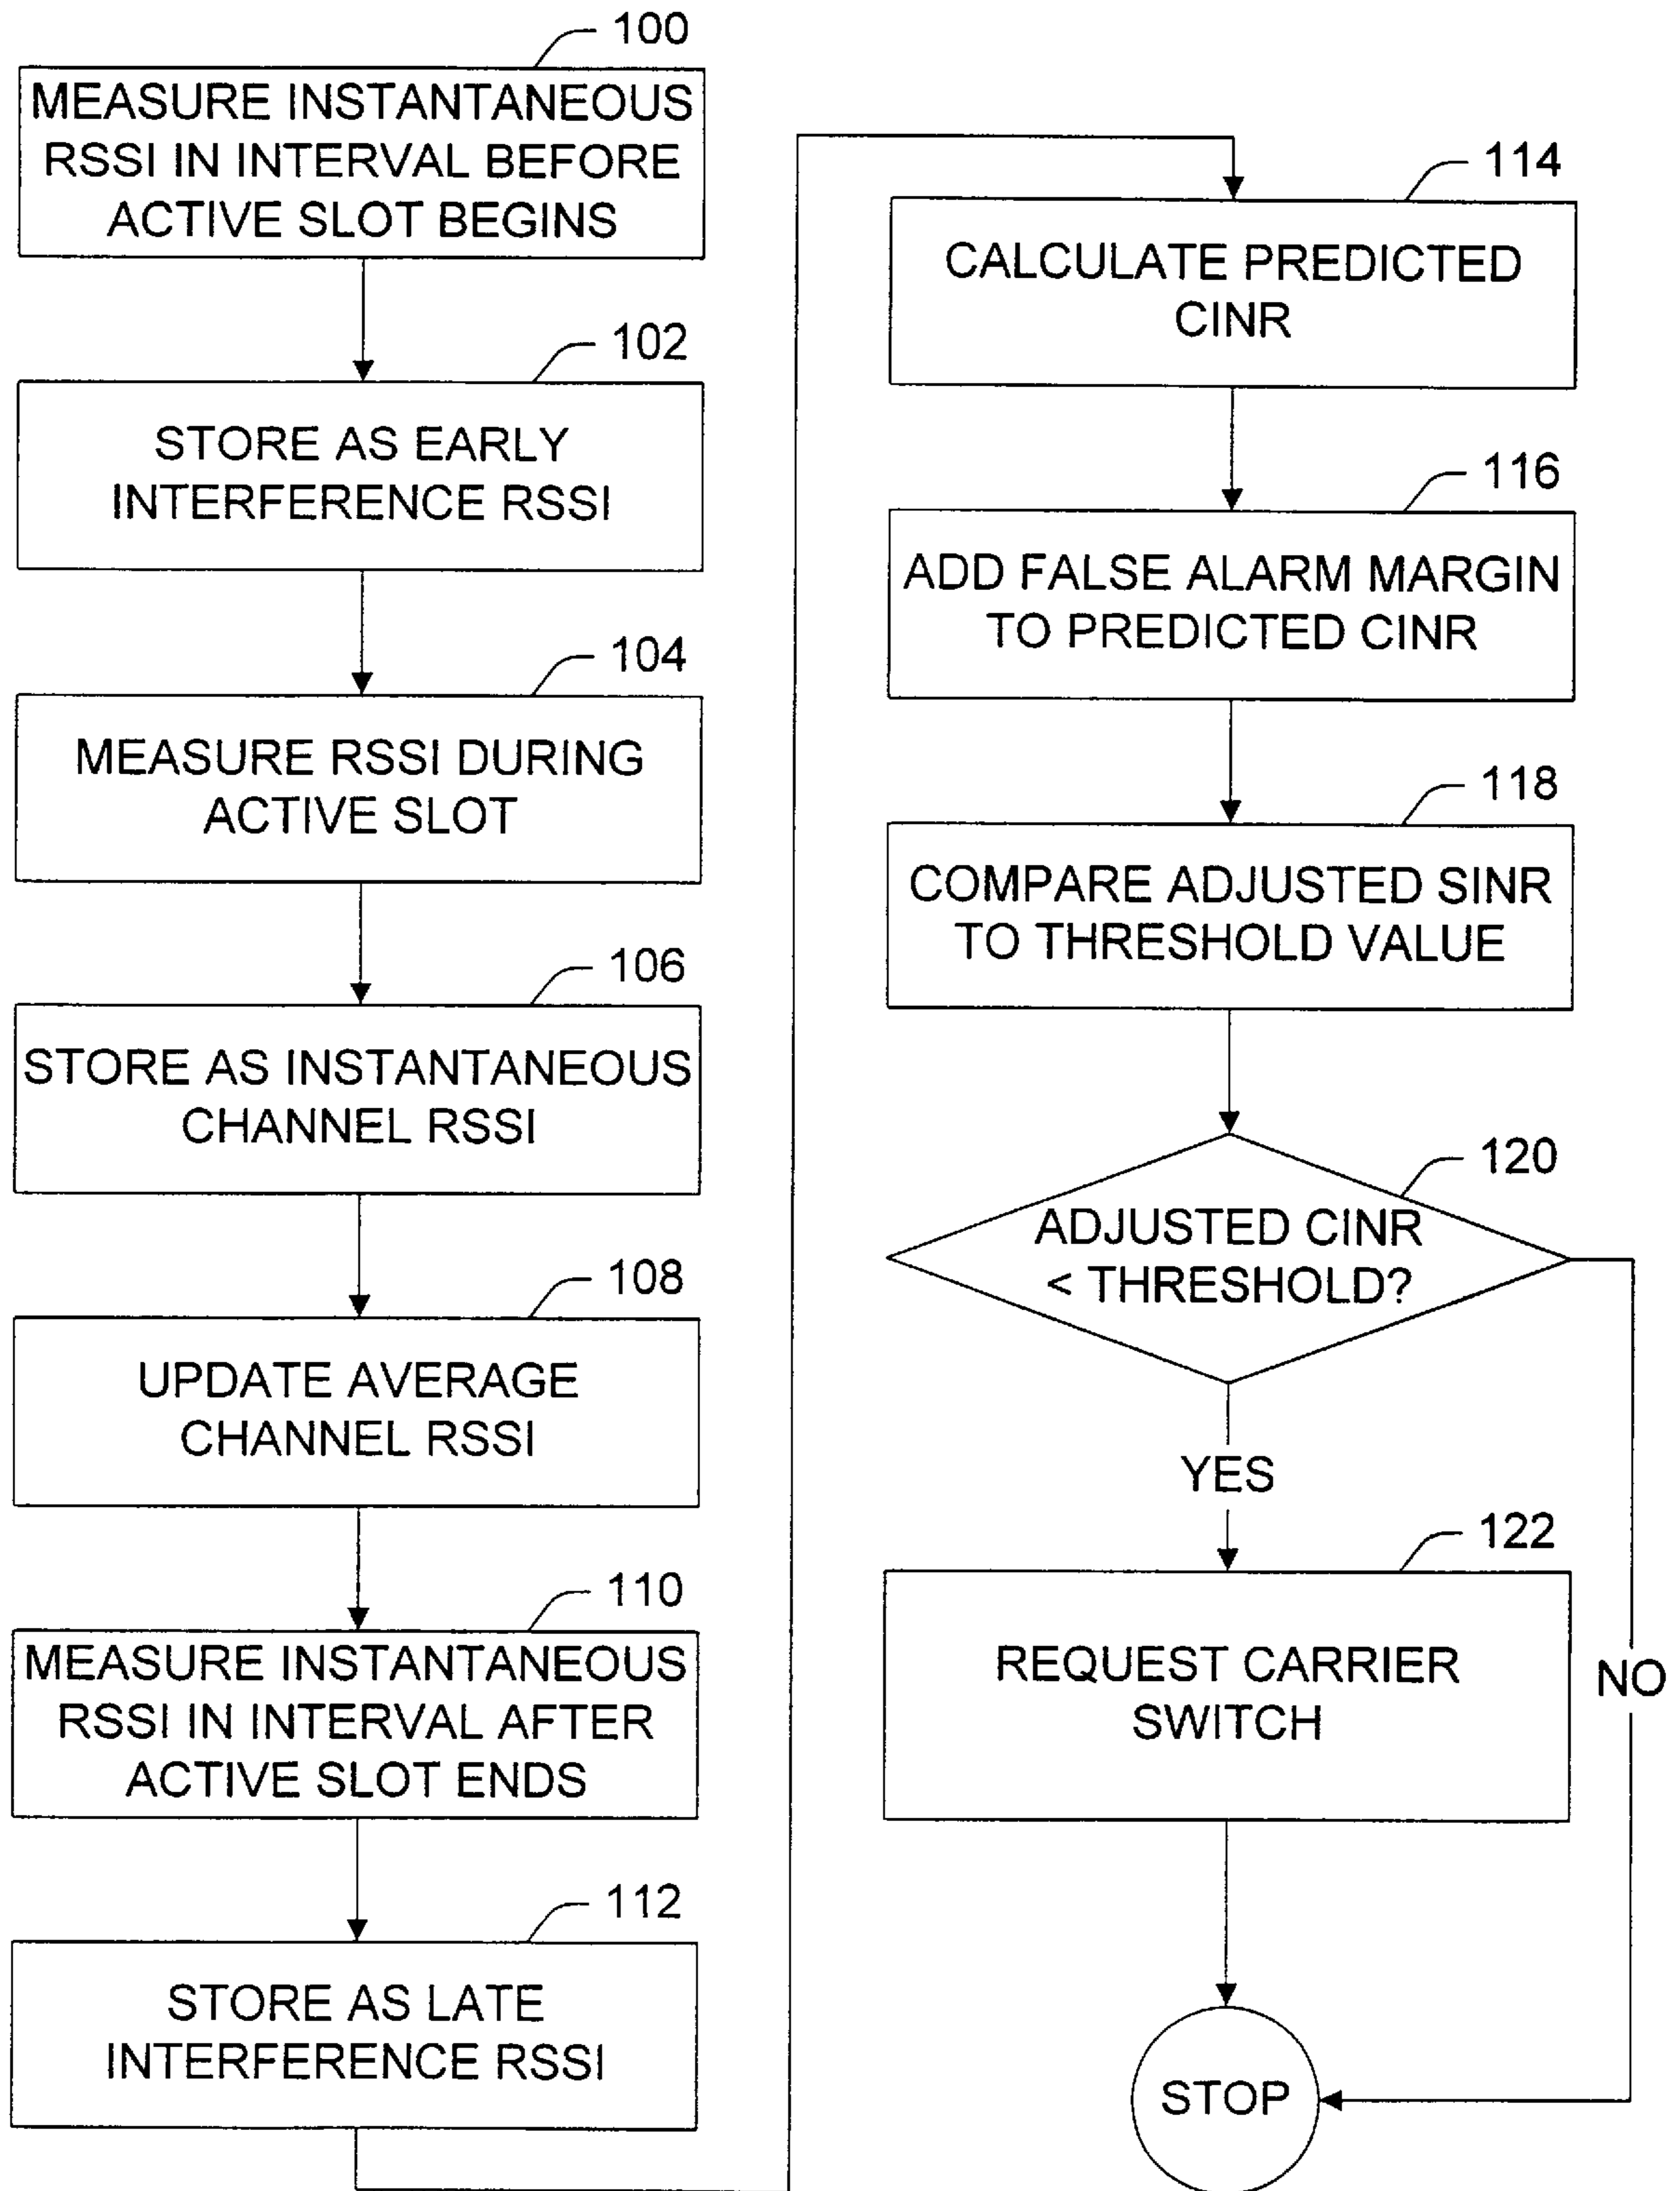 100
MEASURE INSTANTANEOUS
RSSI IN INTERVAL BEFORE
ACTIVE SLOT BEGINS
102
STORE AS EARLY
INTERFERENCE RSSI
104
MEASURE RSSI DURING
ACTIVE SLOT
106
STORE AS INSTANTANEOUS
CHANNEL RSSI
108
UPDATE AVERAGE
CHANNEL RSSI
110
MEASURE INSTANTANEOUS
RSSI IN INTERVAL AFTER
ACTIVE SLOT ENDS
112
STORE AS LATE
INTERFERENCE RSSI
114
CALCULATE PREDICTED
CINR
116
ADD FALSE ALARM MARGIN
TO PREDICTED CINR
118
COMPARE ADJUSTED SINR
TO THRESHOLD VALUE
120
ADJUSTED CINR
< THRESHOLD?
YES
NO
122
REQUEST CARRIER
SWITCH
STOP